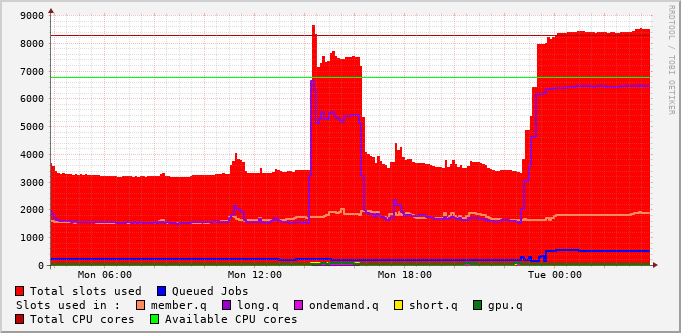 9000
8000
7000
6000
5000
4000
3000
2000
1000
0
Mon 06:00 Mon 12:00 Mon 18:00 Tue 00:00
RRDTOOL / TOBI OETIKER
Total slots used Queued Jobs
Slots used in : member.q long.q ondemand.q short.q gpu.q
Total CPU cores Available CPU cores